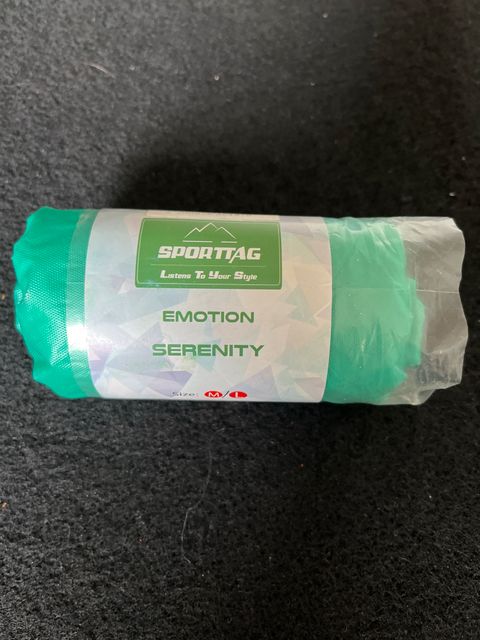 SPORTTAG
Listens To Your Style
EMOTION
SERENITY
Size: M/L